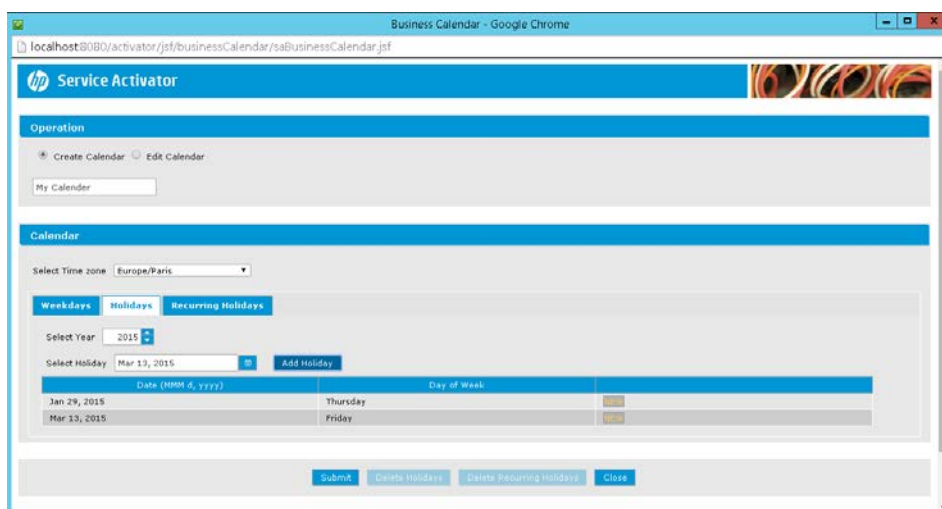 Business Calendar - Google Chrome
localhost:8080/activator/jsf/businessCalendar/saBusinessCalendar.jsf
hp Service Activator
Operation
Create Calendar Edit Calendar
My Calender
Calendar
Select Time zone Europe/Paris
Weekdays Holidays Recurring Holidays
Select Year 2015
Select Holiday Mar 13, 2015 Add Holiday
Date (MMM d, yyyy) Day of Week
Jan 29, 2015 Thursday NEW
Mar 13, 2015 Friday NEW
Submit Delete Holidays Delete Recurring Holidays Close